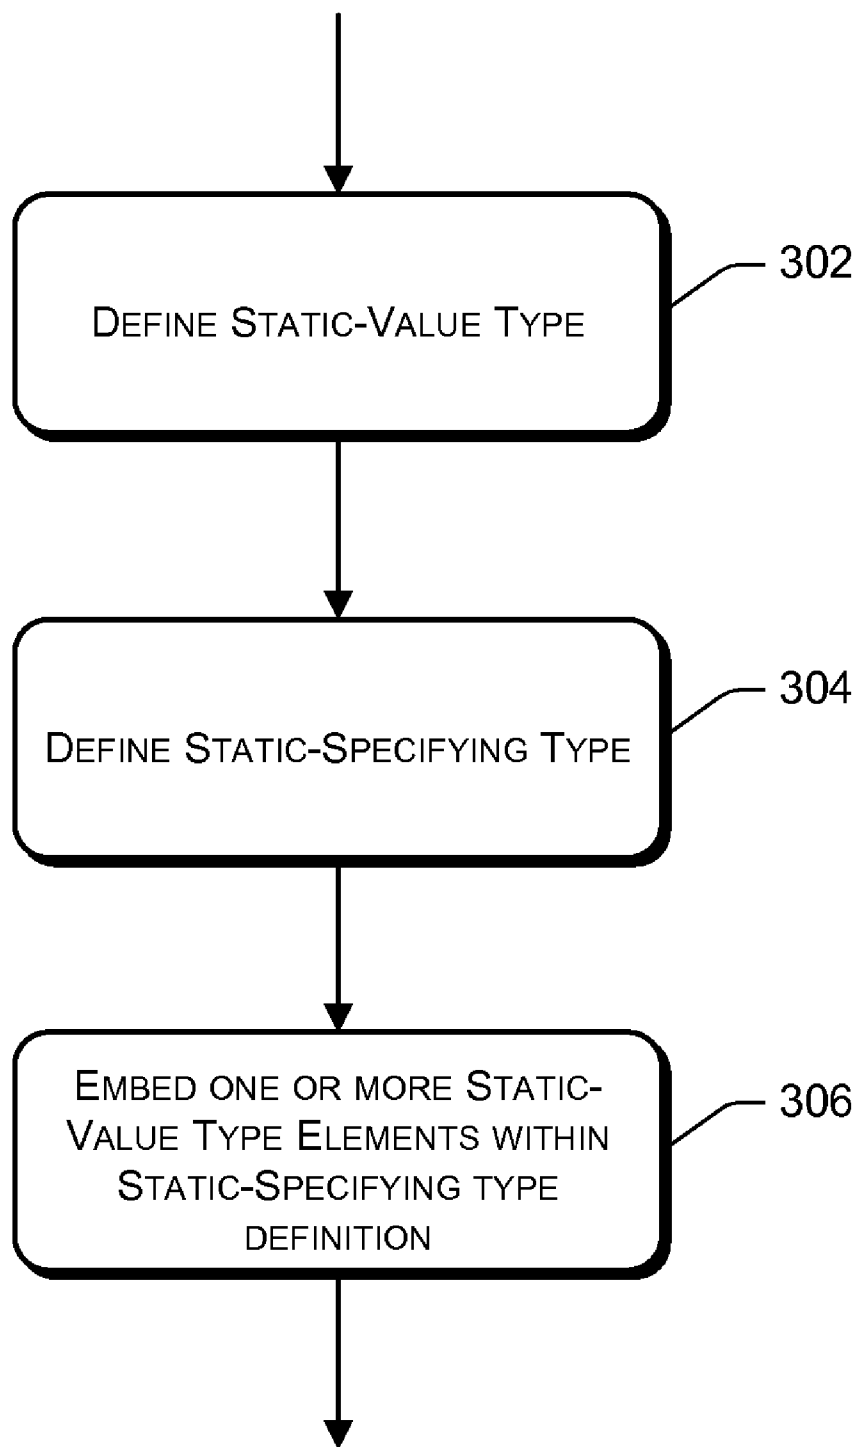 DEFINE STATIC-VALUE TYPE
302
DEFINE STATIC-SPECIFYING TYPE
304
EMBED ONE OR MORE STATIC-
VALUE TYPE ELEMENTS WITHIN
STATIC-SPECIFYING TYPE
DEFINITION
306